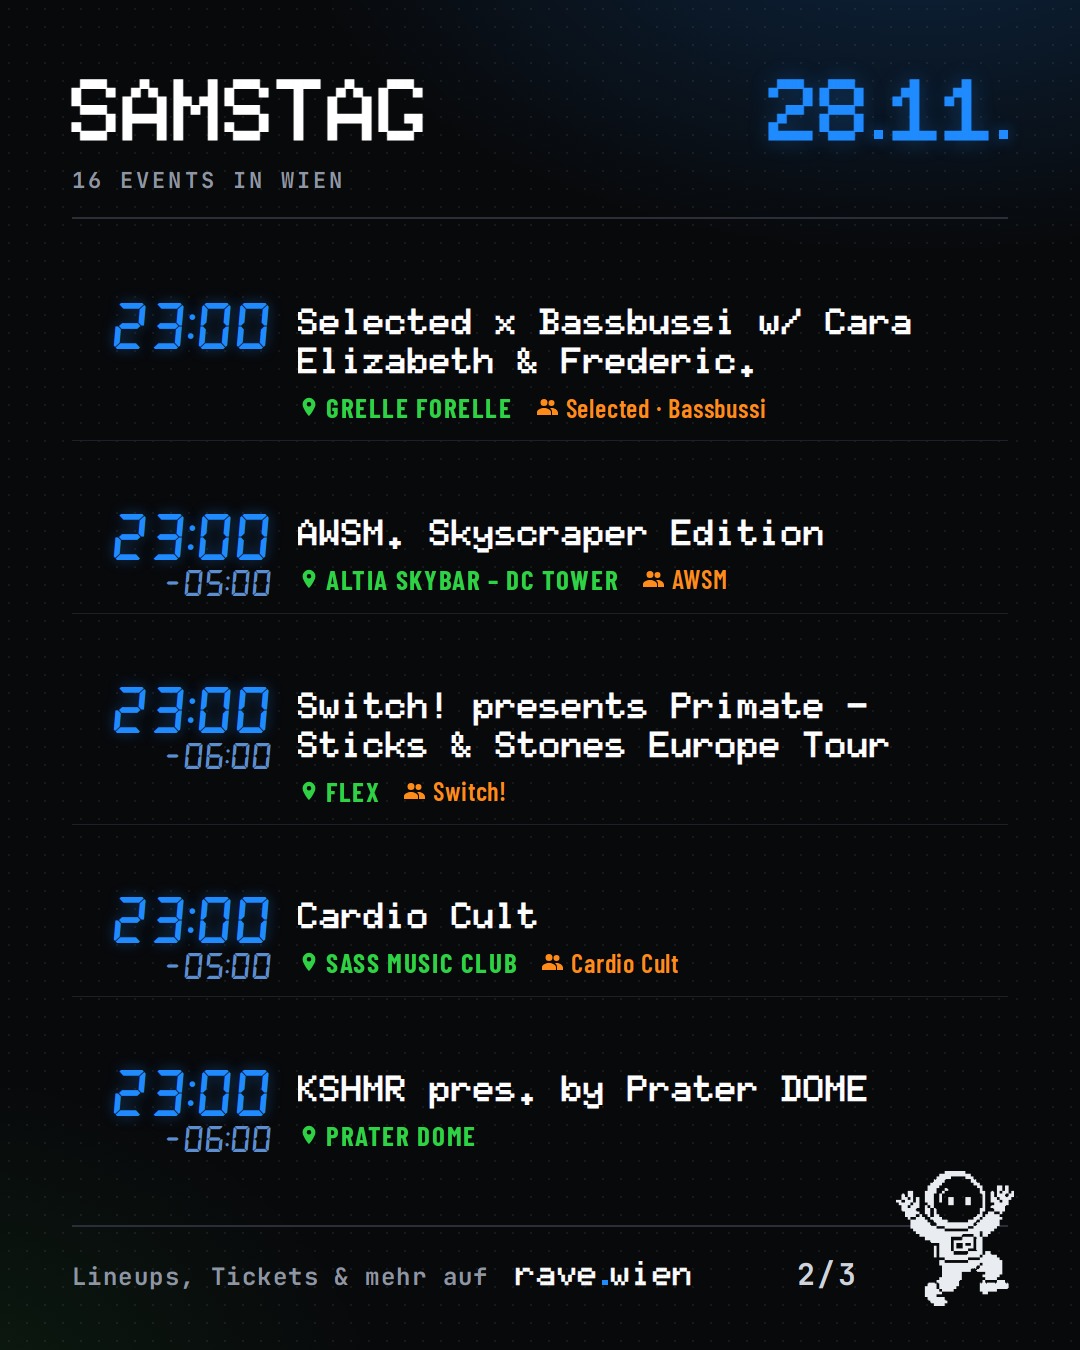 SAMSTAG 28.11.
16 EVENTS IN WIEN
23:00 Selected x Bassbussi w/ Cara
Elizabeth & Frederic.
GRELLE FORELLE Selected · Bassbussi
23:00 AWSM. Skyscraper Edition
-05:00 ALTIA SKYBAR – DC TOWER AWSM
23:00 Switch! presents Primate –
-06:00 Sticks & Stones Europe Tour
FLEX Switch!
23:00 Cardio Cult
-05:00 SASS MUSIC CLUB Cardio Cult
23:00 KSHMR pres. by Prater DOME
-06:00 PRATER DOME
Lineups, Tickets & mehr auf rave.wien 2/3